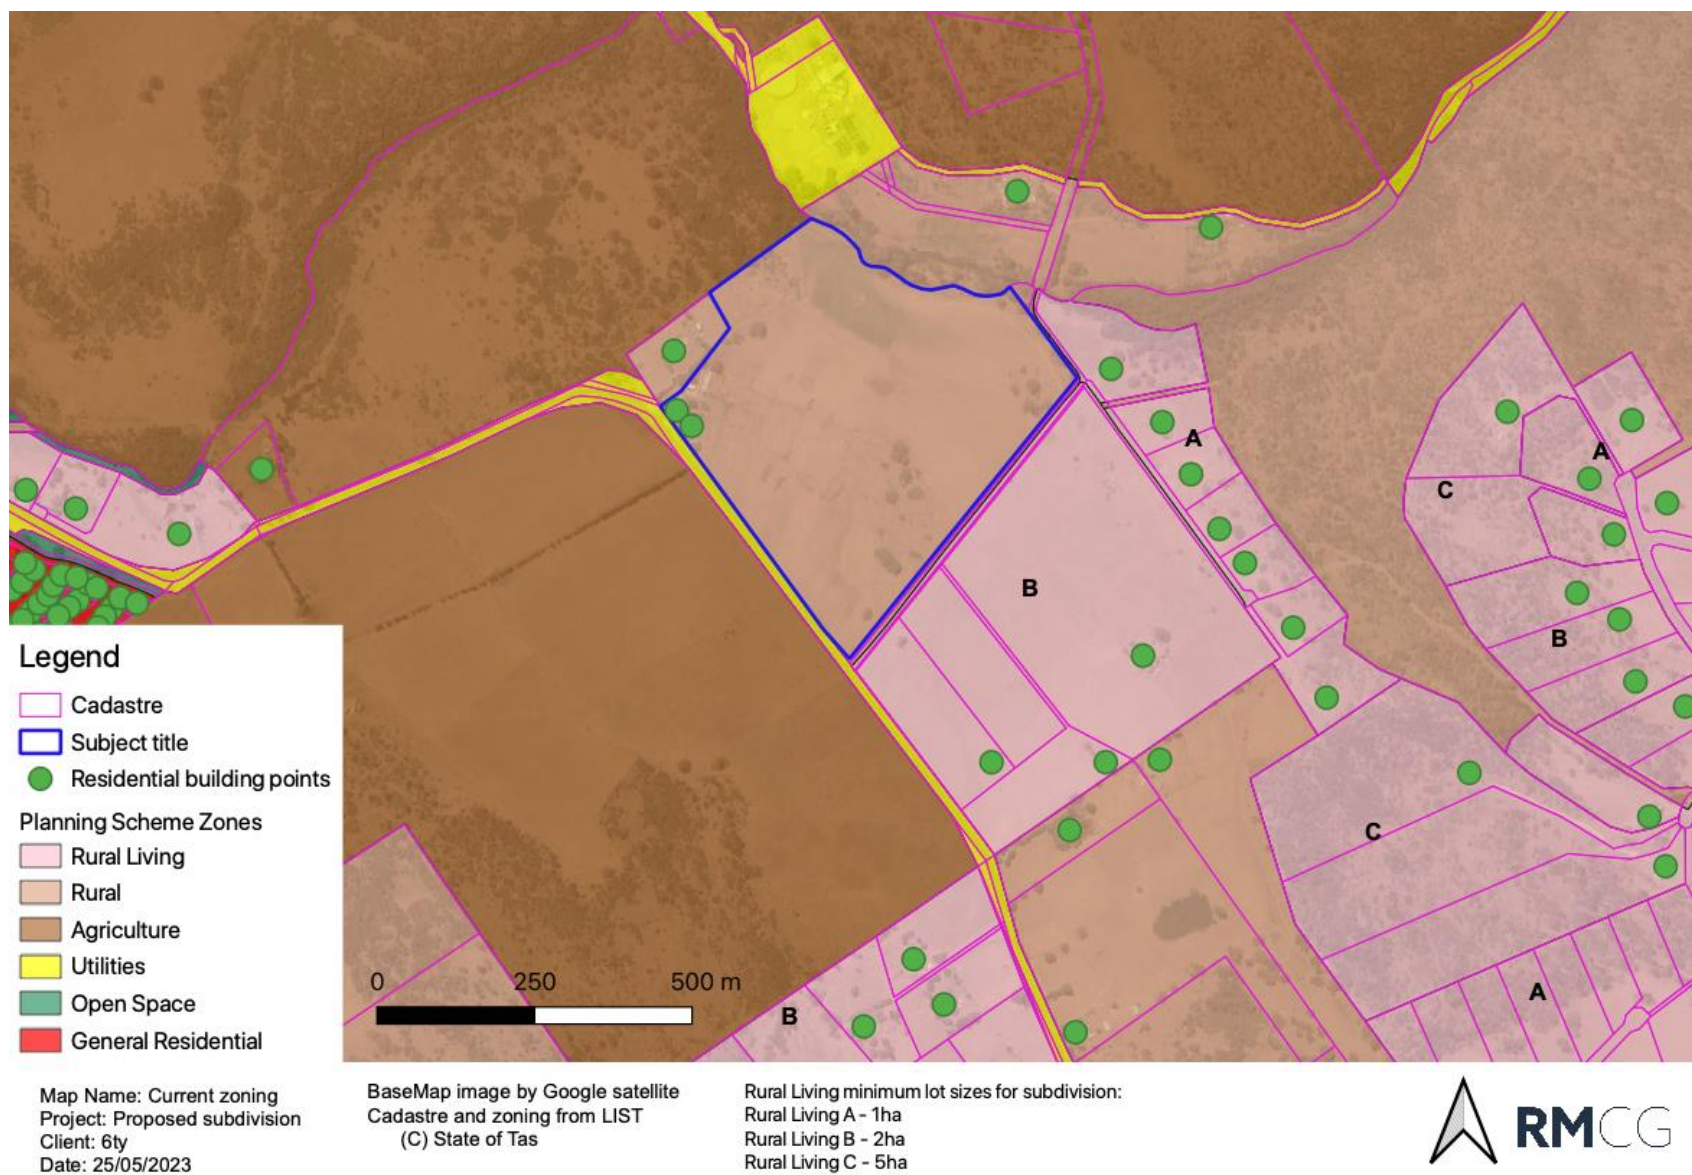 A
A
C
B
B
C
A
B
Legend
Cadastre
Subject title
Residential building points
Planning Scheme Zones
Rural Living
Rural
Agriculture
Utilities
Open Space
General Residential
0 250 500 m
Map Name: Current zoning
Project: Proposed subdivision
Client: 6ty
Date: 25/05/2023
BaseMap image by Google satellite
Cadastre and zoning from LIST
(C) State of Tas
Rural Living minimum lot sizes for subdivision:
Rural Living A - 1ha
Rural Living B - 2ha
Rural Living C - 5ha
RMCG